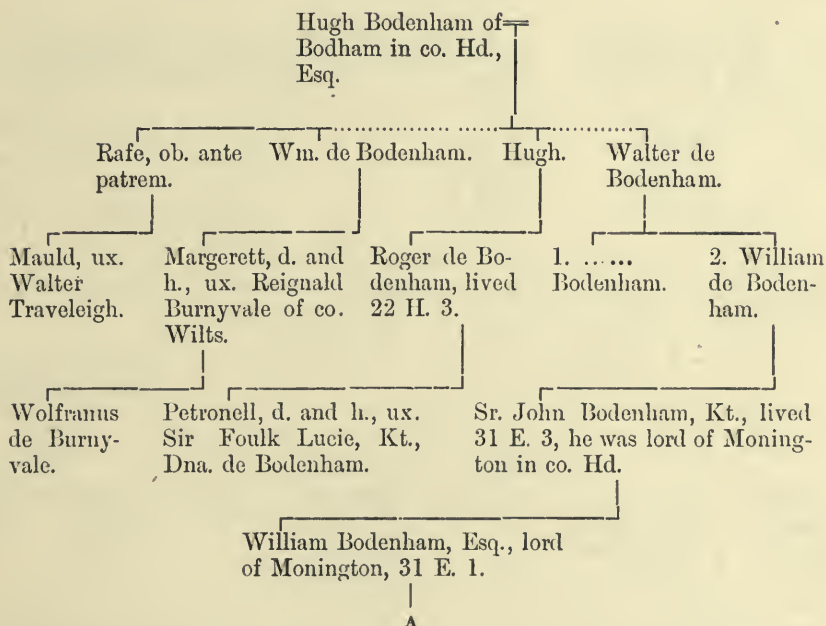 Hugh Bodenham of
Bodham in co. Hd.,
Esq.
Rafe, ob. ante
patrem.
Wm. de Bodenham.
Hugh.
Walter de
Bodenham.
Mauld, ux.
Walter
Traveleigh.
Margerett, d. and
h., ux. Reignald
Burnyvale of co.
Wilts.
Roger de Bo-
denham, lived
22 H. 3.
1. ......
Bodenham.
2. William
de Boden-
ham.
Wolfranus
de Burny-
vale.
Petronell, d. and h., ux.
Sir Foulk Lucie, Kt.,
Dna. de Bodenham.
Sr. John Bodenham, Kt., lived
31 E. 3, he was lord of Moning-
ton in co. Hd.
William Bodenham, Esq., lord
of Monington, 31 E. 1.
A